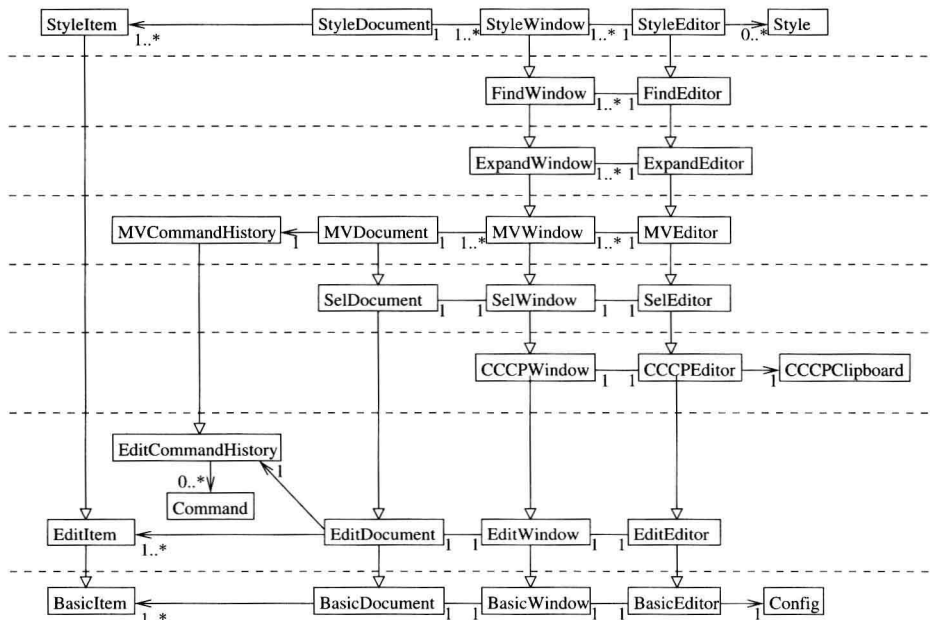 StyleItem StyleDocument StyleWindow StyleEditor Style
1..* 1 1..* 1..* 1 0..*
FindWindow FindEditor
1..* 1
ExpandWindow ExpandEditor
1..* 1
MVCommandHistory MVDocument MVWindow MVEditor
1 1 1..* 1..* 1
SelDocument SelWindow SelEditor
1 1 1 1
CCCPWindow CCCPEditor CCCPClipboard
1 1 1
EditCommandHistory
0..* 1
Command
EditItem EditDocument EditWindow EditEditor
1..* 1 1 1 1
BasicItem BasicDocument BasicWindow BasicEditor Config
1..* 1 1 1 1 1